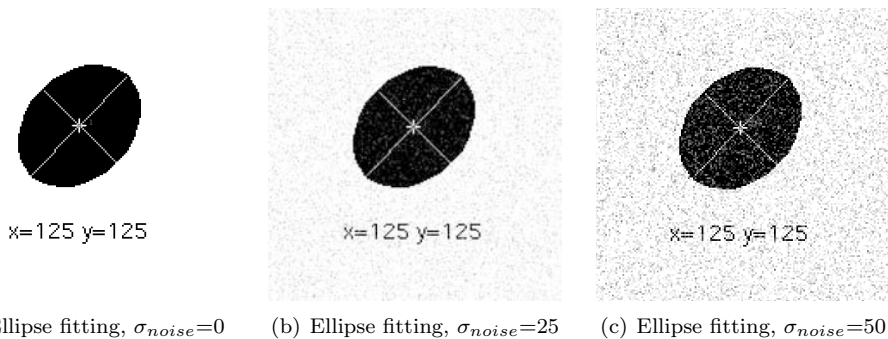 x=125 y=125
x=125 y=125
x=125 y=125
llipse fitting, σnoise=0
(b) Ellipse fitting, σnoise=25
(c) Ellipse fitting, σnoise=50